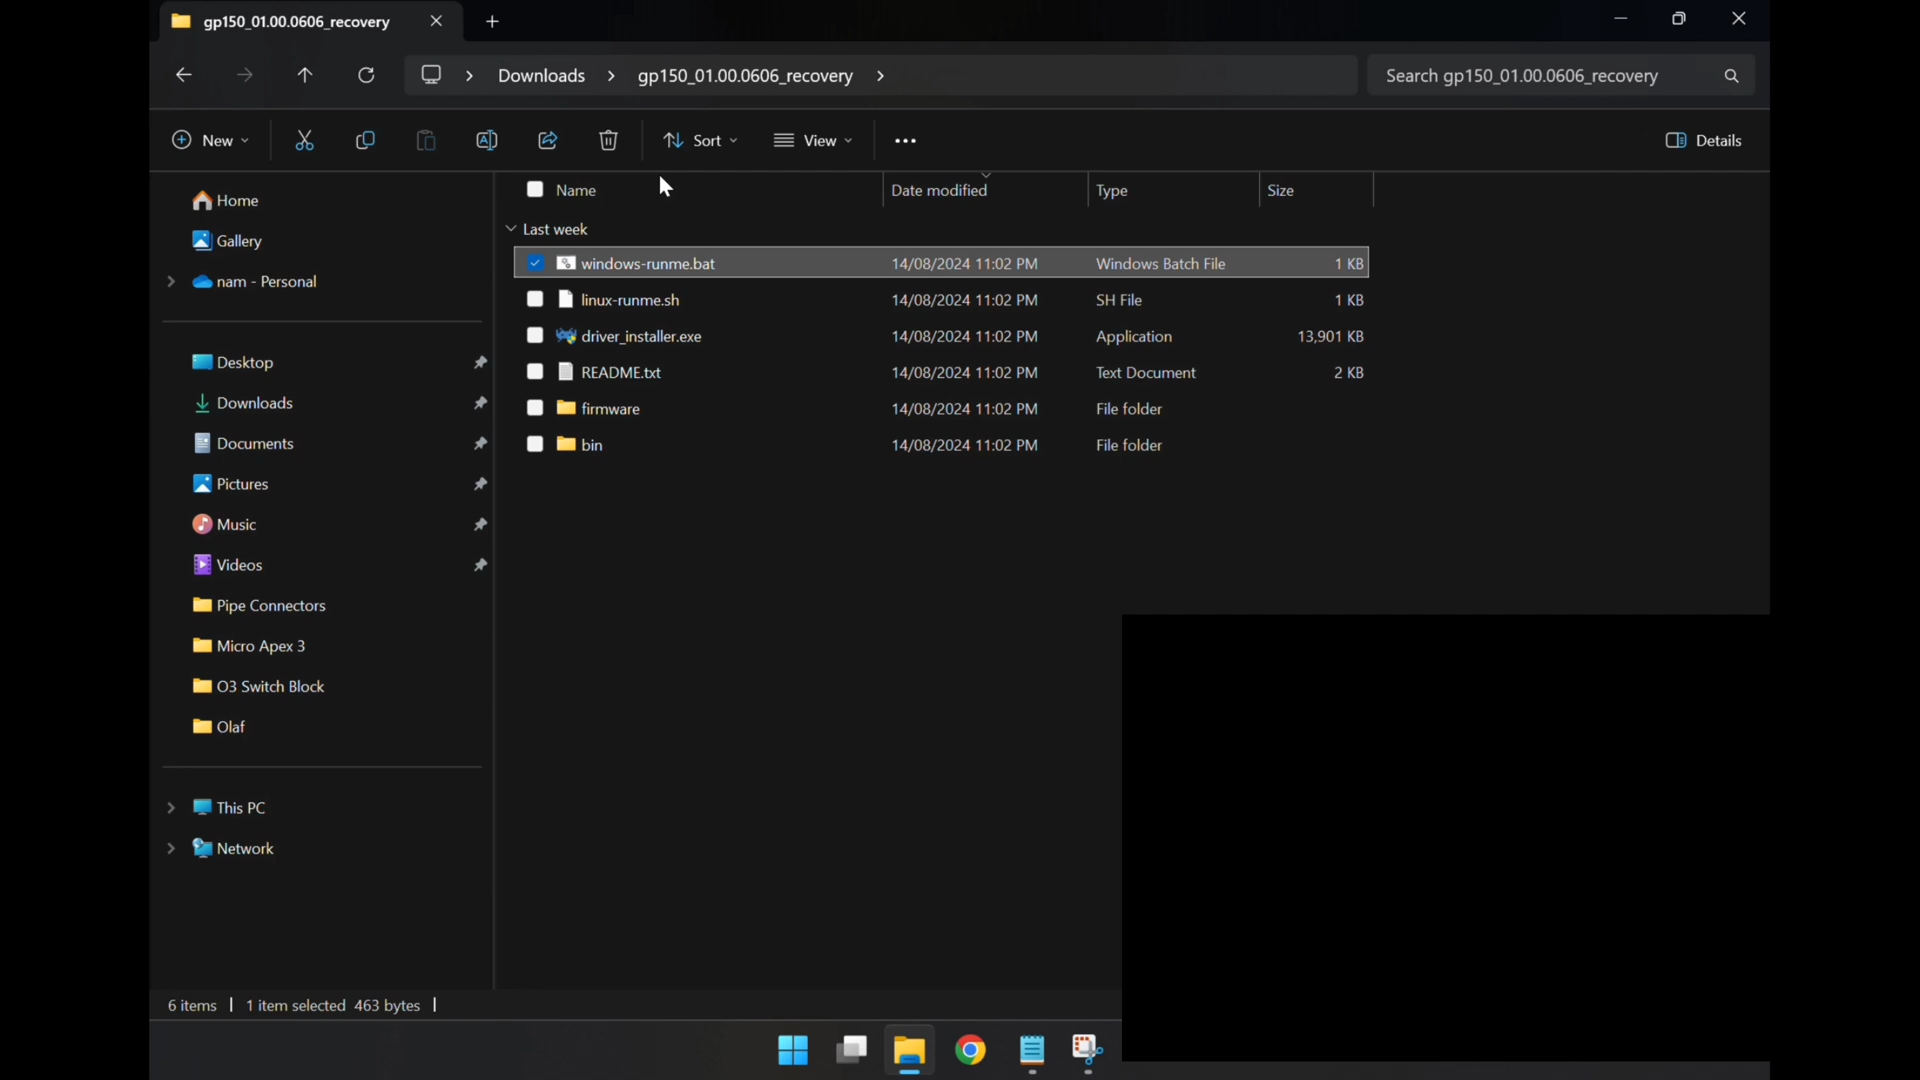 gp150_01.00.0606_recovery
Downloads gp150_01.00.0606_recovery
Search gp150_01.00.0606_recovery
New Sort View Details
Name Date modified Type Size
Last week
windows-runme.bat 14/08/2024 11:02 PM Windows Batch File 1 KB
linux-runme.sh 14/08/2024 11:02 PM SH File 1 KB
driver_installer.exe 14/08/2024 11:02 PM Application 13,901 KB
README.txt 14/08/2024 11:02 PM Text Document 2 KB
firmware 14/08/2024 11:02 PM File folder
bin 14/08/2024 11:02 PM File folder
Home
Gallery
nam - Personal
Desktop
Downloads
Documents
Pictures
Music
Videos
Pipe Connectors
Micro Apex 3
O3 Switch Block
Olaf
This PC
Network
6 items 1 item selected 463 bytes